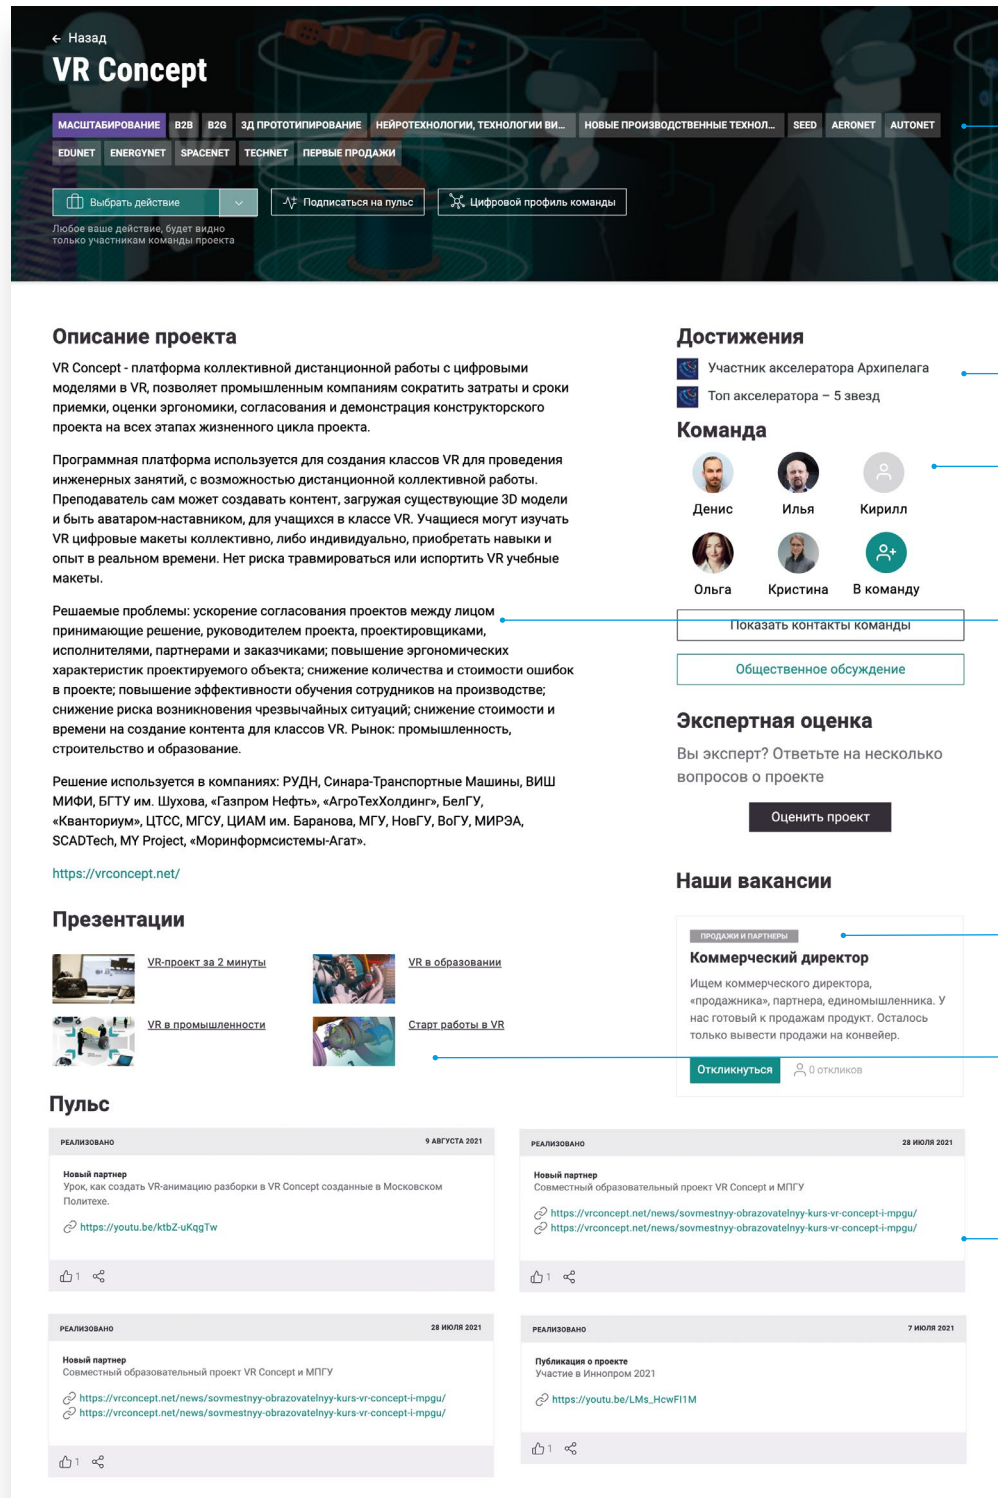 ← Назад
VR Concept
МАСШТАБИРОВАНИЕ B2B B2G 3Д ПРОТОТИПИРОВАНИЕ НЕЙРОТЕХНОЛОГИИ, ТЕХНОЛОГИИ ВИ... НОВЫЕ ПРОИЗВОДСТВЕННЫЕ ТЕХНОЛ... SEED AERONET AUTONET
EDUNET ENERGYNET SPACENET TECHNET ПЕРВЫЕ ПРОДАЖИ
Выбрать действие
Подписаться на пульс
Цифровой профиль команды
Любое ваше действие, будет видно
только участникам команды проекта
Описание проекта
VR Concept - платформа коллективной дистанционной работы с цифровыми
моделями в VR, позволяет промышленным компаниям сократить затраты и сроки
приемки, оценки эргономики, согласования и демонстрация конструкторского
проекта на всех этапах жизненного цикла проекта.
Программная платформа используется для создания классов VR для проведения
инженерных занятий, с возможностью дистанционной коллективной работы.
Преподаватель сам может создавать контент, загружая существующие 3D модели
и быть аватаром-наставником, для учащихся в классе VR. Учащиеся могут изучать
VR цифровые макеты коллективно, либо индивидуально, приобретать навыки и
опыт в реальном времени. Нет риска травмироваться или испортить VR учебные
макеты.
Решаемые проблемы: ускорение согласования проектов между лицом
принимающие решение, руководителем проекта, проектировщиками,
исполнителями, партнерами и заказчиками; повышение эргономических
характеристик проектируемого объекта; снижение количества и стоимости ошибок
в проекте; повышение эффективности обучения сотрудников на производстве;
снижение риска возникновения чрезвычайных ситуаций; снижение стоимости и
времени на создание контента для классов VR. Рынок: промышленность,
строительство и образование.
Решение используется в компаниях: РУДН, Синара-Транспортные Машины, ВИШ
МИФИ, БГТУ им. Шухова, «Газпром Нефть», «АгроТехХолдинг», БелГУ,
«Кванториум», ЦТСС, МГСУ, ЦИАМ им. Баранова, МГУ, НовГУ, ВоГУ, МИРЭА,
SCADTech, MY Project, «Моринформсистемы-Агат».
https://vrconcept.net/
Презентации
VR-проект за 2 минуты
VR в образовании
VR в промышленности
Старт работы в VR
Достижения
Участник акселератора Архипелага
Топ акселератора – 5 звезд
Команда
Денис Илья Кирилл
Ольга Кристина В команду
Показать контакты команды
Общественное обсуждение
Экспертная оценка
Вы эксперт? Ответьте на несколько
вопросов о проекте
Оценить проект
Наши вакансии
ПРОДАЖИ И ПАРТНЕРЫ
Коммерческий директор
Ищем коммерческого директора,
«продажника», партнера, единомышленника. У
нас готовый к продажам продукт. Осталось
только вывести продажи на конвейер.
Откликнуться 0 откликов
Пульс
РЕАЛИЗОВАНО 9 АВГУСТА 2021
Новый партнер
Урок, как создать VR-анимацию разборки в VR Concept созданные в Московском
Политехе.
https://youtu.be/ktbZ-uKqgTw
1
РЕАЛИЗОВАНО 28 ИЮЛЯ 2021
Новый партнер
Совместный образовательный проект VR Concept и МПГУ
https://vrconcept.net/news/sovmestnyy-obrazovatelnyy-kurs-vr-concept-i-mpgu/
https://vrconcept.net/news/sovmestnyy-obrazovatelnyy-kurs-vr-concept-i-mpgu/
1
РЕАЛИЗОВАНО 28 ИЮЛЯ 2021
Новый партнер
Совместный образовательный проект VR Concept и МПГУ
https://vrconcept.net/news/sovmestnyy-obrazovatelnyy-kurs-vr-concept-i-mpgu/
https://vrconcept.net/news/sovmestnyy-obrazovatelnyy-kurs-vr-concept-i-mpgu/
1
РЕАЛИЗОВАНО 7 ИЮЛЯ 2021
Публикация о проекте
Участие в Иннопром 2021
https://youtu.be/LMs_HcwFI1M
1